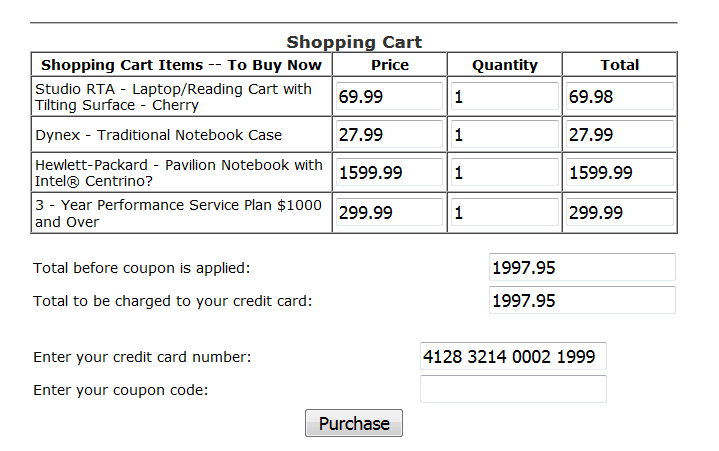 Shopping Cart
Shopping Cart Items -- To Buy Now Price Quantity Total
Studio RTA - Laptop/Reading Cart with
Tilting Surface - Cherry 69.99 1 69.98
Dynex - Traditional Notebook Case 27.99 1 27.99
Hewlett-Packard - Pavilion Notebook with
Intel® Centrino? 1599.99 1 1599.99
3 - Year Performance Service Plan $1000
and Over 299.99 1 299.99
Total before coupon is applied: 1997.95
Total to be charged to your credit card: 1997.95
Enter your credit card number: 4128 3214 0002 1999
Enter your coupon code:
Purchase